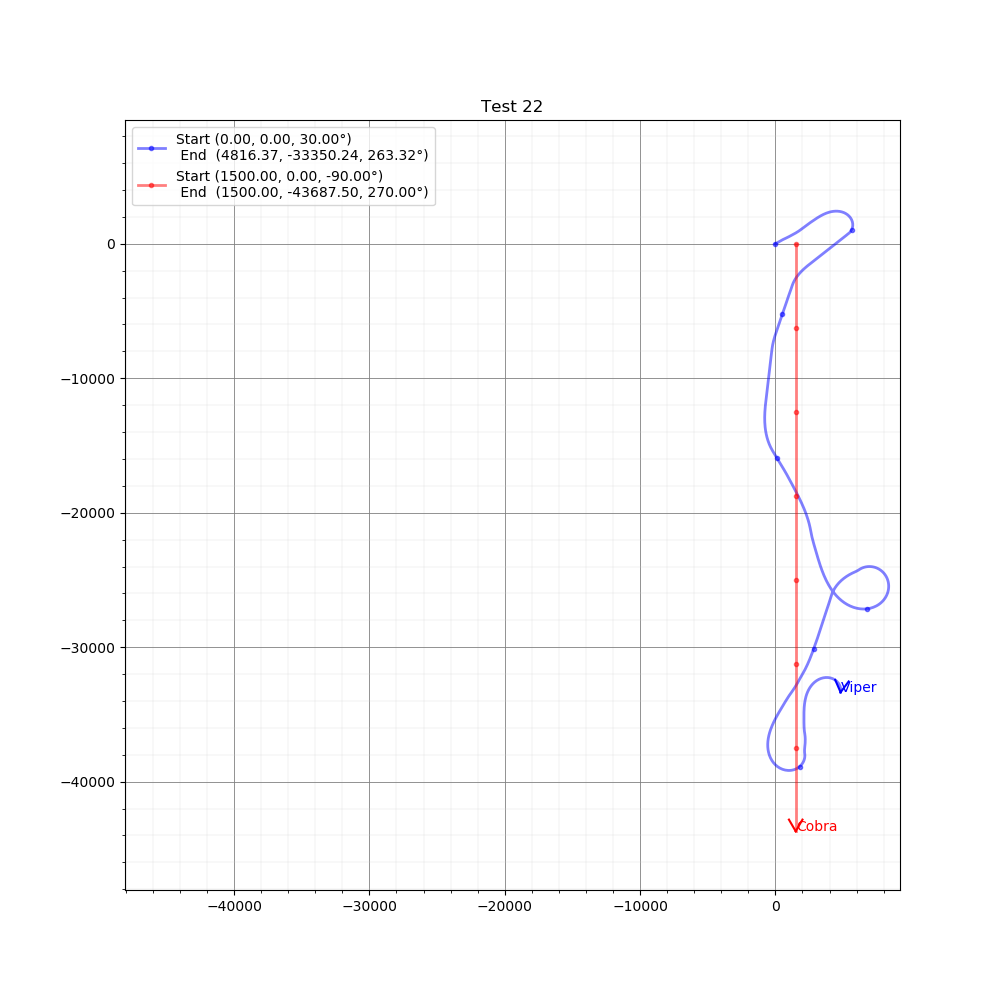 Test 22
Start (0.00, 0.00, 30.00°)
End (4816.37, -33350.24, 263.32°)
Start (1500.00, 0.00, -90.00°)
End (1500.00, -43687.50, 270.00°)
0
−10000
−20000
−30000
−40000
Viper
Cobra
−40000
−30000
−20000
−10000
0